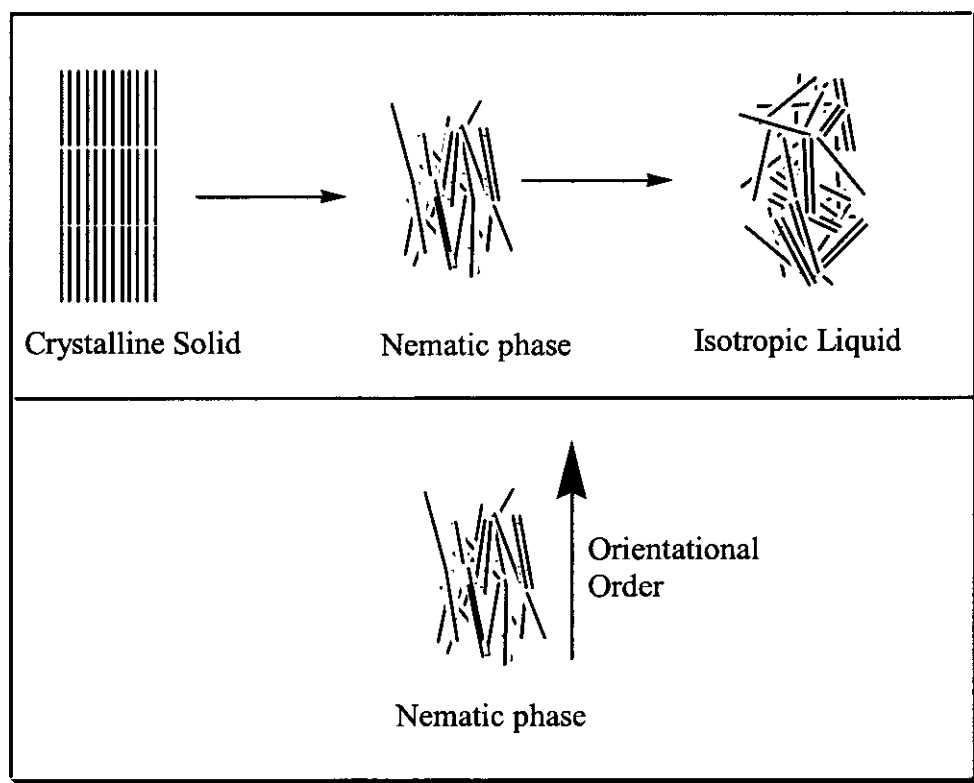 Crystalline Solid
Nematic phase
Isotropic Liquid
Orientational
Order
Nematic phase